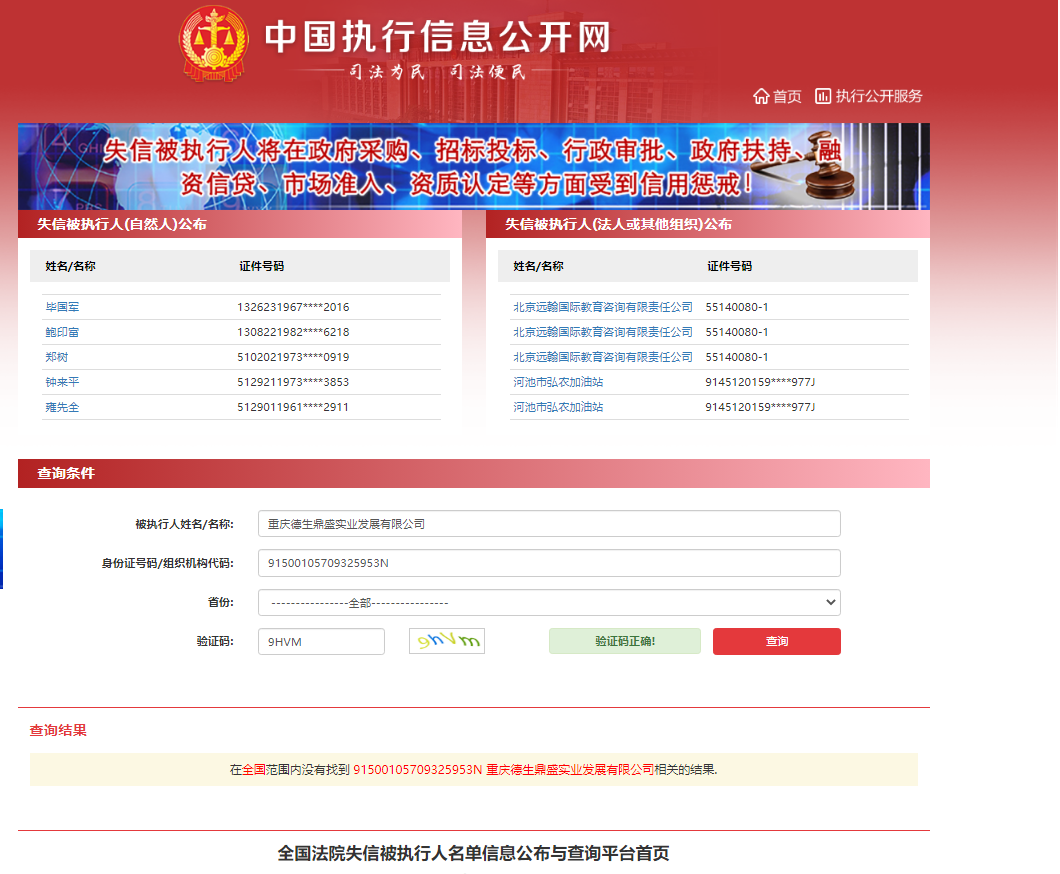 中国执行信息公开网
司法为民 司法便民
首页 执行公开服务
失信被执行人将在政府采购、招标投标、行政审批、政府扶持、融
资信贷、市场准入、资质认定等方面受到信用惩戒!
失信被执行人(自然人)公布
姓名/名称 证件号码
毕国军 1326231967****2016
鲍印富 1308221982****6218
郑树 5102021973****0919
钟来平 5129211973****3853
雍先全 5129011961****2911
失信被执行人(法人或其他组织)公布
姓名/名称 证件号码
北京远翰国际教育咨询有限责任公司 55140080-1
北京远翰国际教育咨询有限责任公司 55140080-1
北京远翰国际教育咨询有限责任公司 55140080-1
河池市弘农加油站 9145120159****977J
河池市弘农加油站 9145120159****977J
查询条件
被执行人姓名/名称: 重庆德生鼎盛实业发展有限公司
身份证号码/组织机构代码: 91500105709325953N
省份: ----------------全部----------------
验证码: 9HVM 9hVm 验证码正确! 查询
查询结果
在全国范围内没有找到 91500105709325953N 重庆德生鼎盛实业发展有限公司相关的结果.
全国法院失信被执行人名单信息公布与查询平台首页